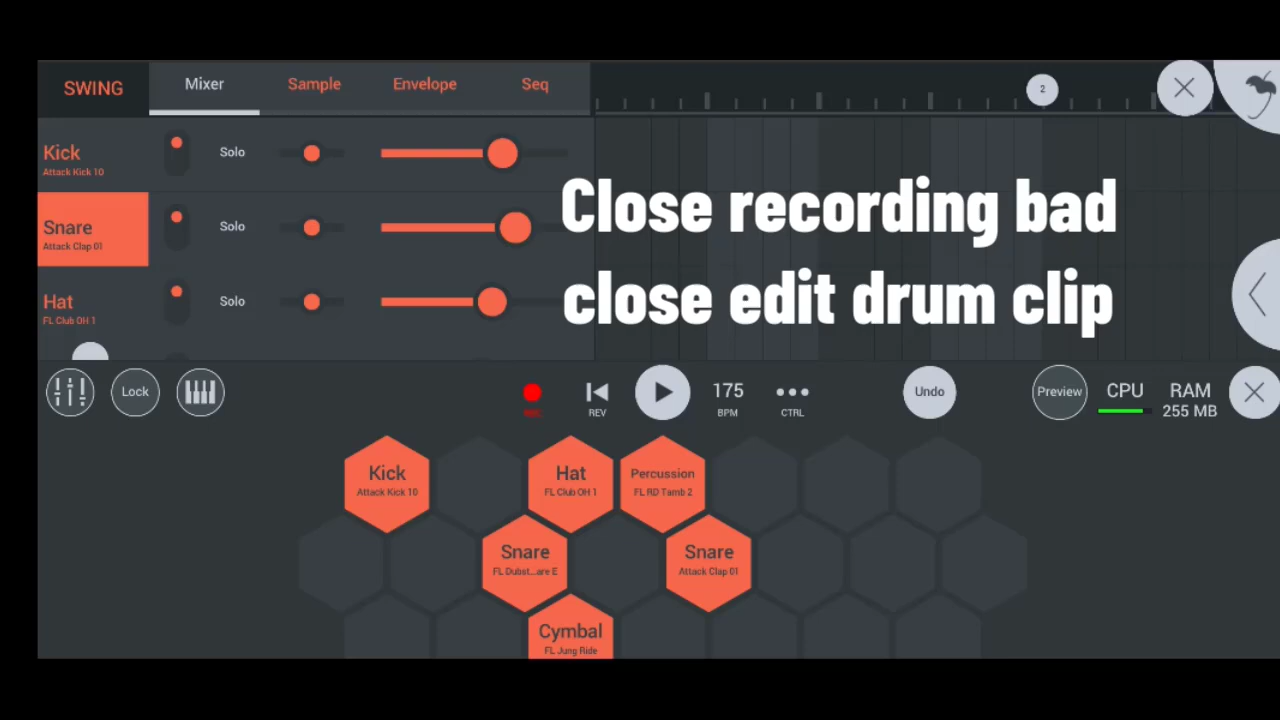 SWING
Mixer
Sample
Envelope
Seq
2
Kick
Attack Kick 10
Solo
Snare
Attack Clap 01
Solo
Hat
FL Club OH 1
Solo
Close recording bad
close edit drum clip
Lock
REV
175
BPM
CTRL
Undo
Preview
CPU
RAM
255 MB
Kick
Attack Kick 10
Hat
FL Club OH 1
Percussion
FL RD Tamb 2
Snare
FL Dubst...are E
Snare
Attack Clap 01
Cymbal
FL Jung Ride